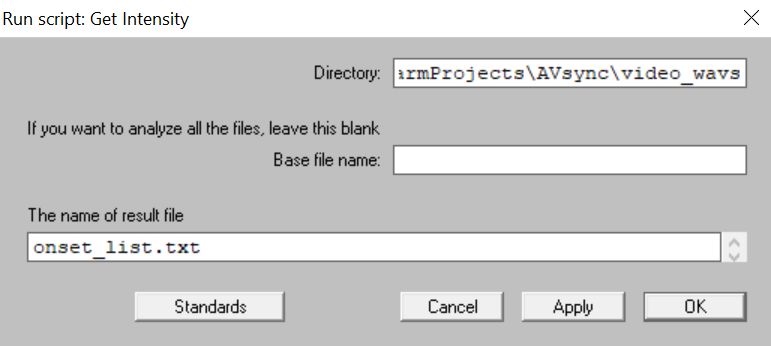 Run script: Get Intensity
Directory: armProjects\AVsync\video_wavs
If you want to analyze all the files, leave this blank
Base file name:
The name of result file
onset_list.txt
Standards Cancel Apply OK